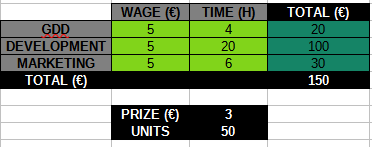 WAGE (€) TIME (H) TOTAL (€)
GDD 5 4 20
DEVELOPMENT 5 20 100
MARKETING 5 6 30
TOTAL (€) 150
PRIZE (€) 3
UNITS 50